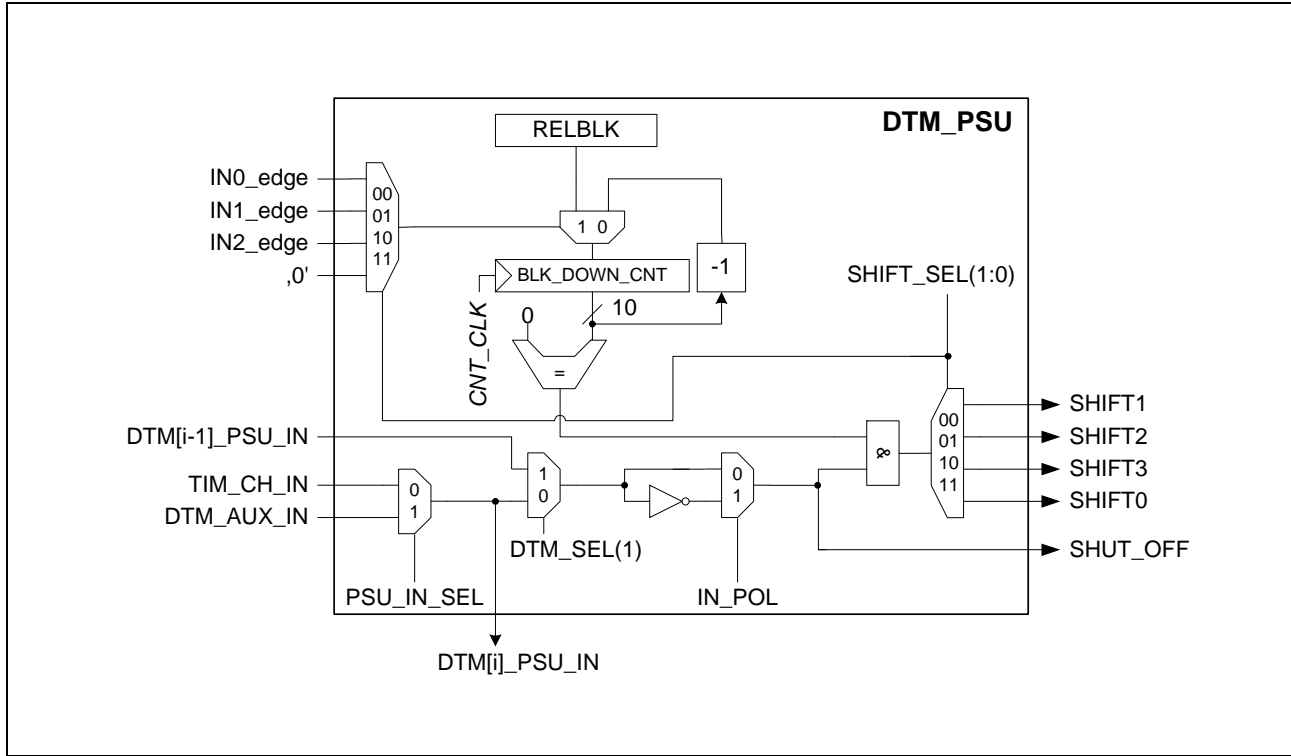 DTM_PSU
RELBLK
IN0_edge
IN1_edge
IN2_edge
‚0'
00
01
10
11
1 0
BLK_DOWN_CNT
-1
CNT_CLK
10
0
=
SHIFT_SEL(1:0)
DTM[i-1]_PSU_IN
TIM_CH_IN
DTM_AUX_IN
0
1
1
0
0
1
&
00
01
10
11
SHIFT1
SHIFT2
SHIFT3
SHIFT0
SHUT_OFF
DTM_SEL(1)
PSU_IN_SEL
IN_POL
DTM[i]_PSU_IN